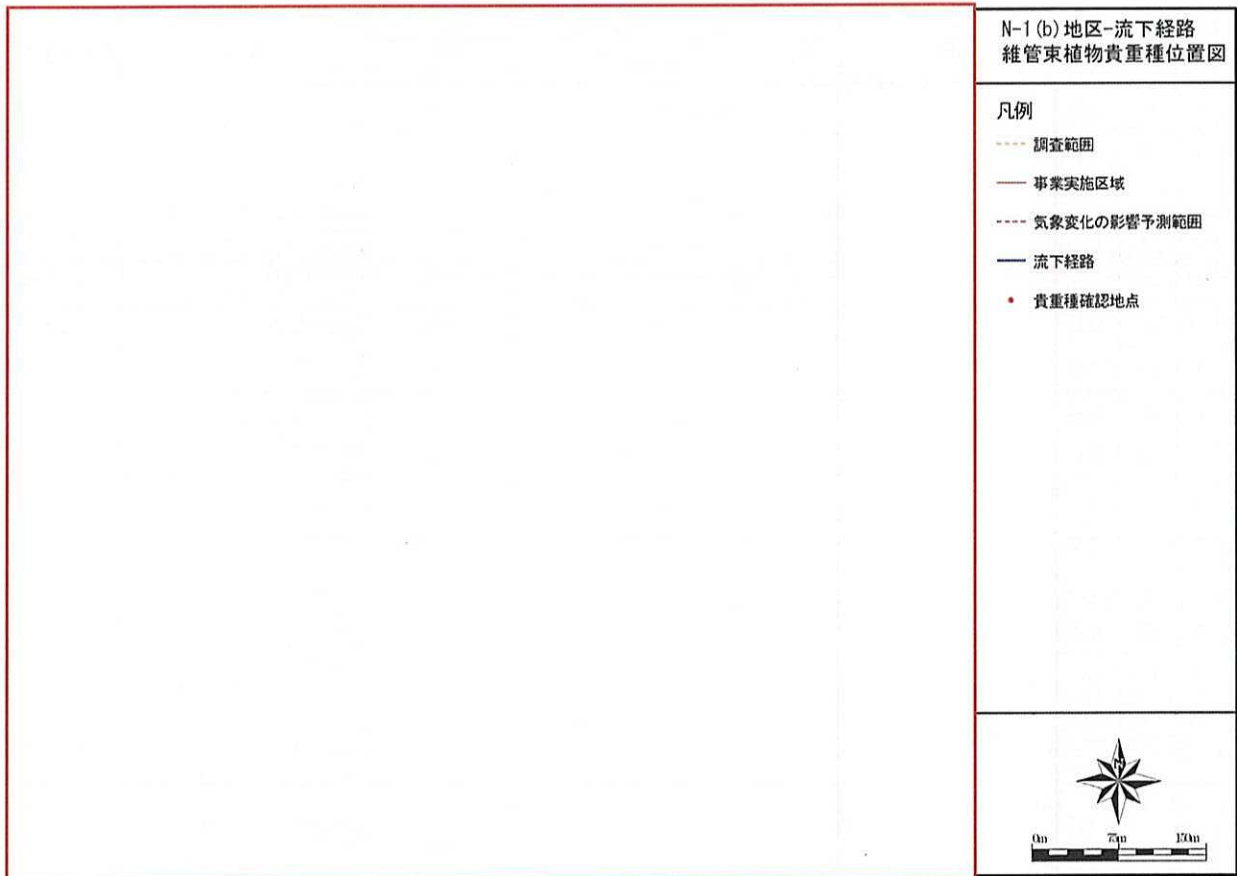 N-1(b)地区-流下経路
維管束植物貴重種位置図
凡例
調査範囲
事業実施区域
気象変化の影響予測範囲
流下経路
貴重種確認地点
N
0m 75m 150m